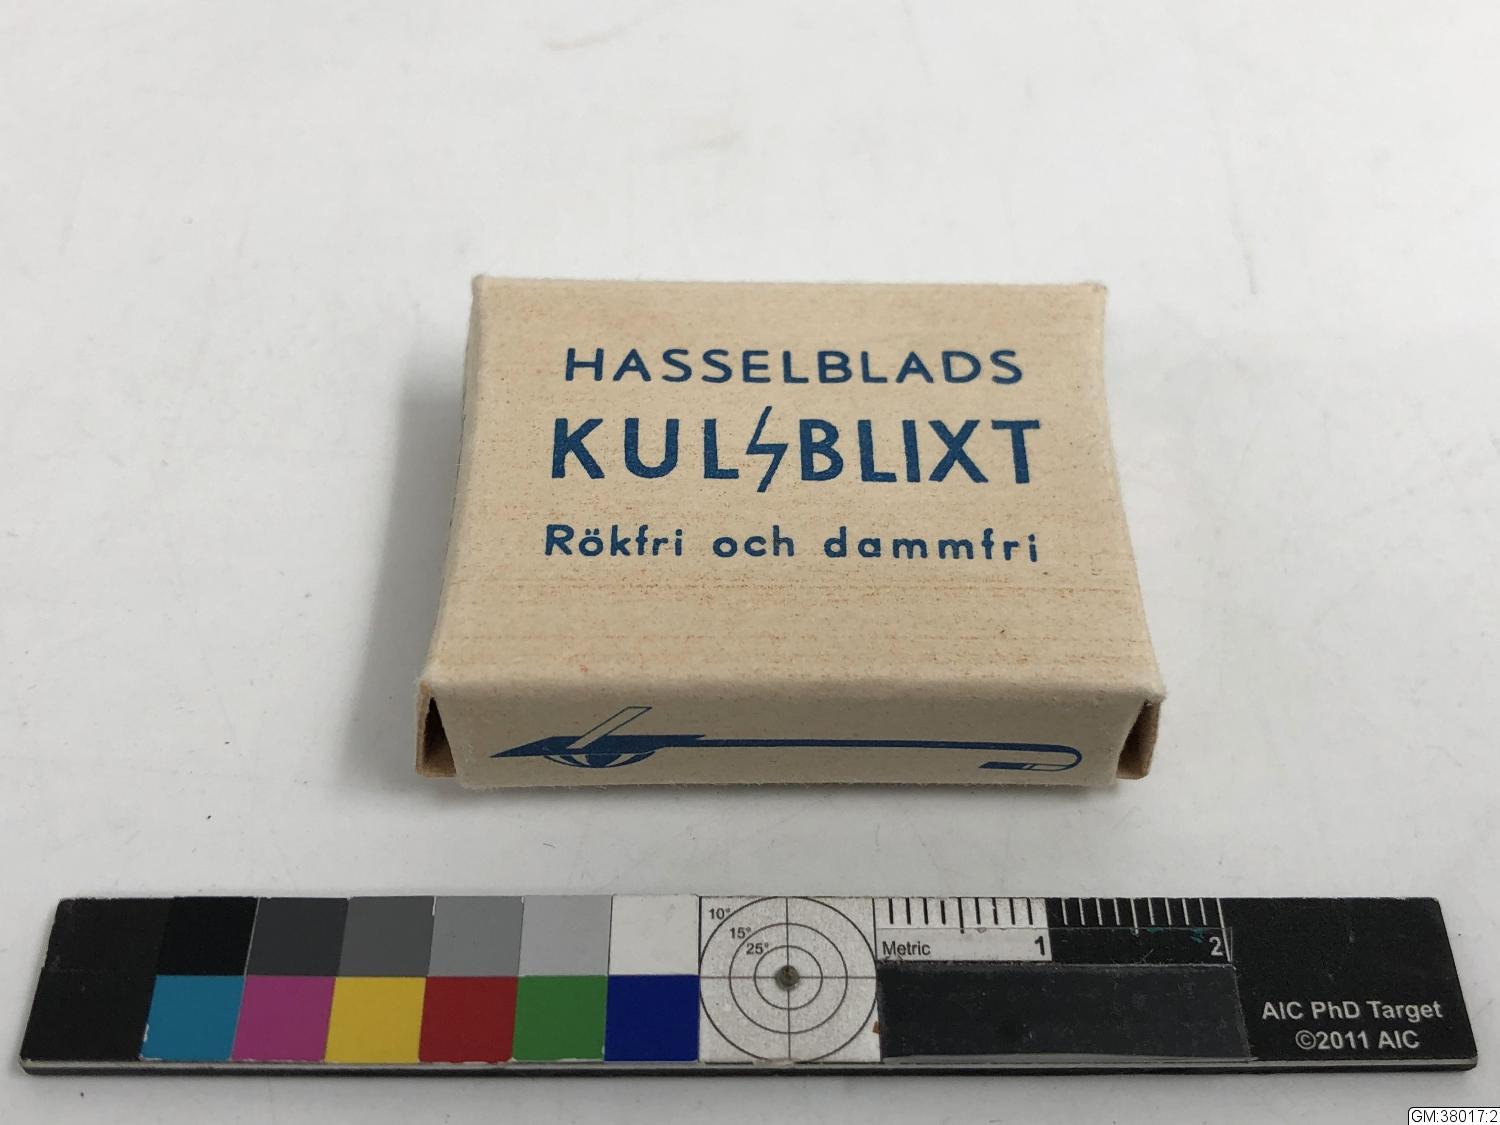 HASSELBLADS
KULBLIXT
Rökfri och dammfri
10°
15°
25°
Metric
1
2
AIC PhD Target
©2011 AIC
GM:38017:2